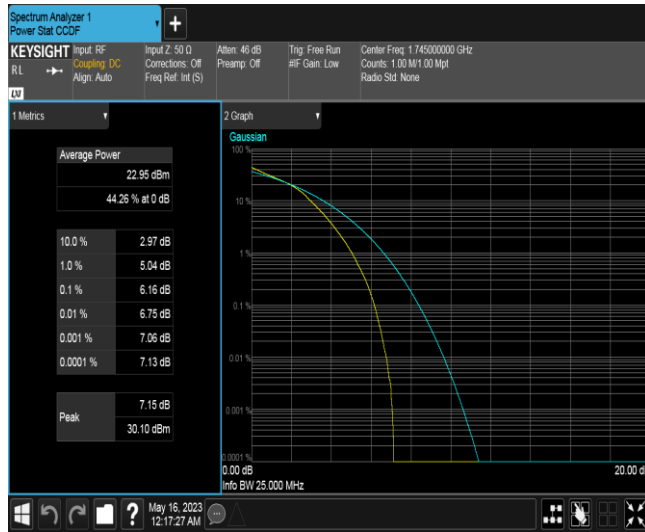 Spectrum Analyzer 1
Power Stat CCDF
+
KEYSIGHT
RL
LXI
Input: RF
Coupling: DC
Align: Auto
Input Z: 50 Ω
Corrections: Off
Freq Ref: Int (S)
Atten: 46 dB
Preamp: Off
Trig: Free Run
#IF Gain: Low
Center Freq: 1.745000000 GHz
Counts: 1.00 M/1.00 Mpt
Radio Std: None
1 Metrics
Average Power
22.95 dBm
44.26 % at 0 dB
10.0 % 2.97 dB
1.0 % 5.04 dB
0.1 % 6.16 dB
0.01 % 6.75 dB
0.001 % 7.06 dB
0.0001 % 7.13 dB
Peak
7.15 dB
30.10 dBm
2 Graph
Gaussian
100 %
10 %
1 %
0.1 %
0.01 %
0.001 %
0.0001 %
0.00 dB 20.00 d
Info BW 25.000 MHz
?
May 16, 2023
12:17:27 AM